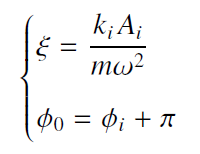 ξ = k_i A_i / mω²
ϕ₀ = ϕ_i + π